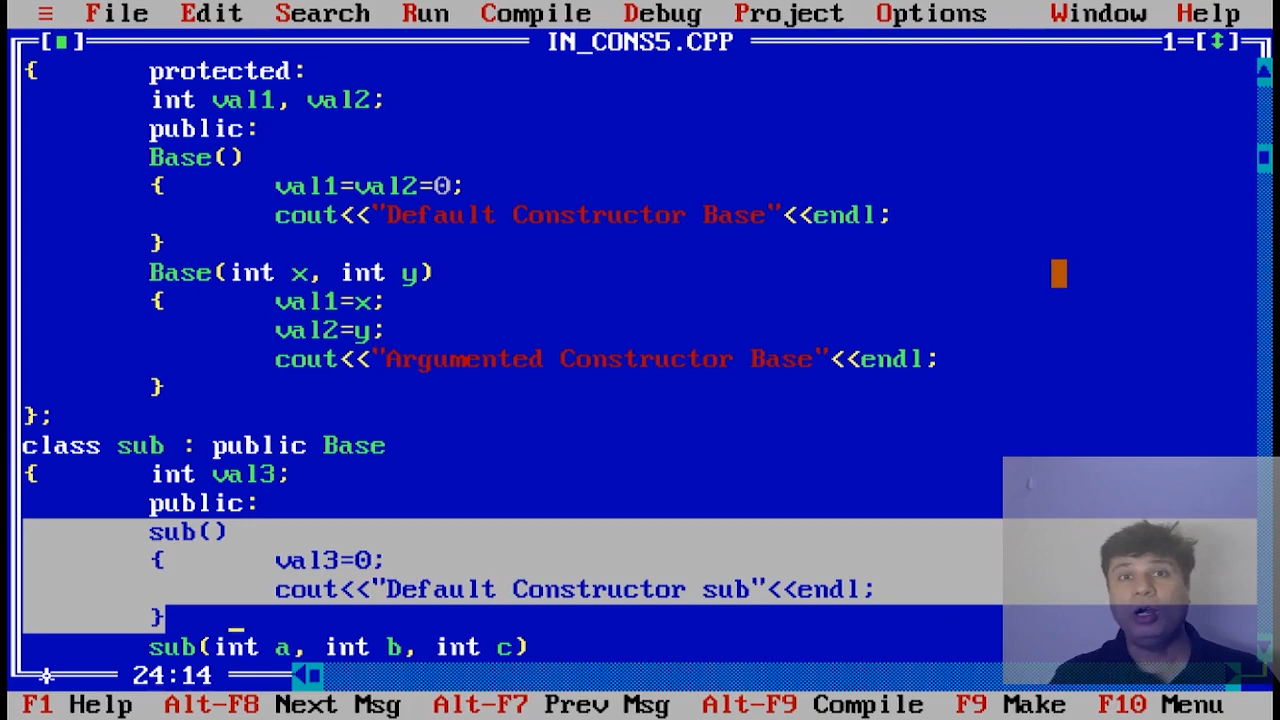 ≡ File Edit Search Run Compile Debug Project Options Window Help
[■] IN_CONS5.CPP 1=[↕]
{ protected:
int val1, val2;
public:
Base()
{ val1=val2=0;
cout<<"Default Constructor Base"<<endl;
}
Base(int x, int y)
{ val1=x;
val2=y;
cout<<"Argumented Constructor Base"<<endl;
}
};
class sub : public Base
{ int val3;
public:
sub()
{ val3=0;
cout<<"Default Constructor sub"<<endl;
}
sub(int a, int b, int c)
24:14
F1 Help Alt-F8 Next Msg Alt-F7 Prev Msg Alt-F9 Compile F9 Make F10 Menu